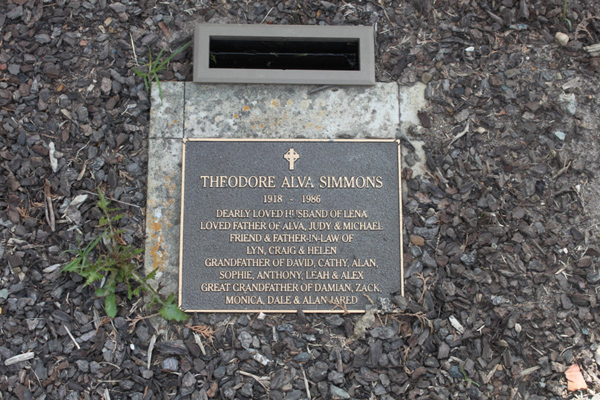 THEODORE ALVA SIMMONS
1918 - 1986
DEARLY LOVED HUSBAND OF LENA
LOVED FATHER OF ALVA, JUDY & MICHAEL
FRIEND & FATHER-IN-LAW OF
LYN, CRAIG & HELEN
GRANDFATHER OF DAVID, CATHY, ALAN,
SOPHIE, ANTHONY, LEAH & ALEX
GREAT GRANDFATHER OF DAMIAN, ZACK,
MONICA, DALE & ALAN JARED